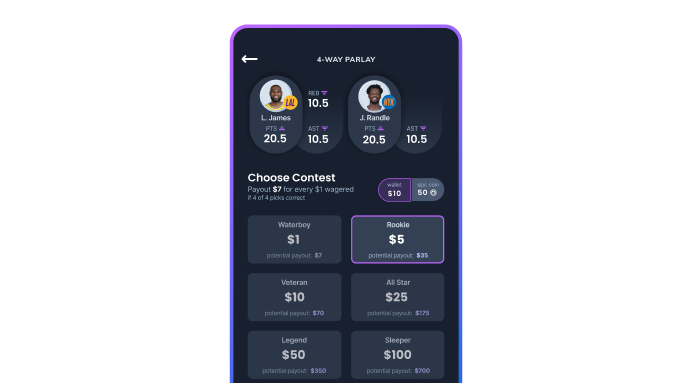 4-WAY PARLAY
LAL
NYK
REB
10.5
L. James
J. Randle
PTS
20.5
AST
10.5
PTS
20.5
AST
10.5
Choose Contest
Payout $7 for every $1 wagered
if 4 of 4 picks correct
wallet
$10
50
Waterboy
$1
potential payout: $7
Rookie
$5
potential payout: $35
Veteran
$10
potential payout: $70
All Star
$25
potential payout: $175
Legend
$50
potential payout: $350
Sleeper
$100
potential payout: $700